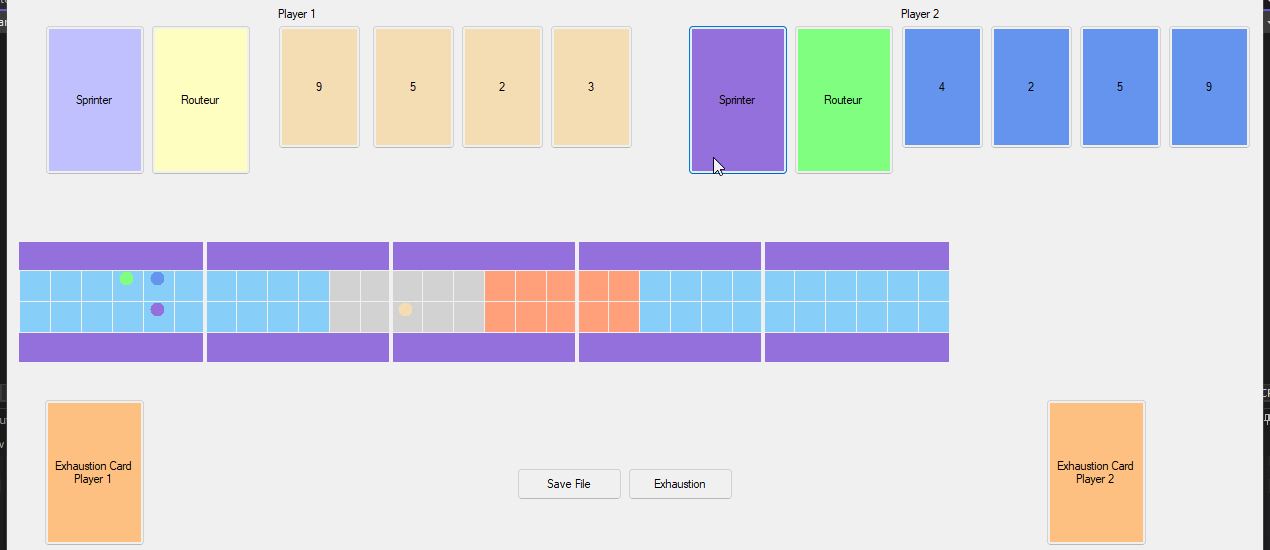 Player 1
Player 2
Sprinter
Routeur
9
5
2
3
Sprinter
Routeur
4
2
5
9
Exhaustion Card
Player 1
Save File
Exhaustion
Exhaustion Card
Player 2